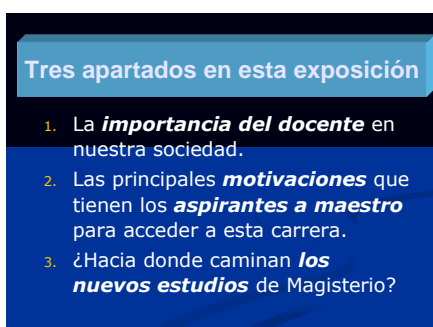 Tres apartados en esta exposición
1. La importancia del docente en
nuestra sociedad.
2. Las principales motivaciones que
tienen los aspirantes a maestro
para acceder a esta carrera.
3. ¿Hacia donde caminan los
nuevos estudios de Magisterio?